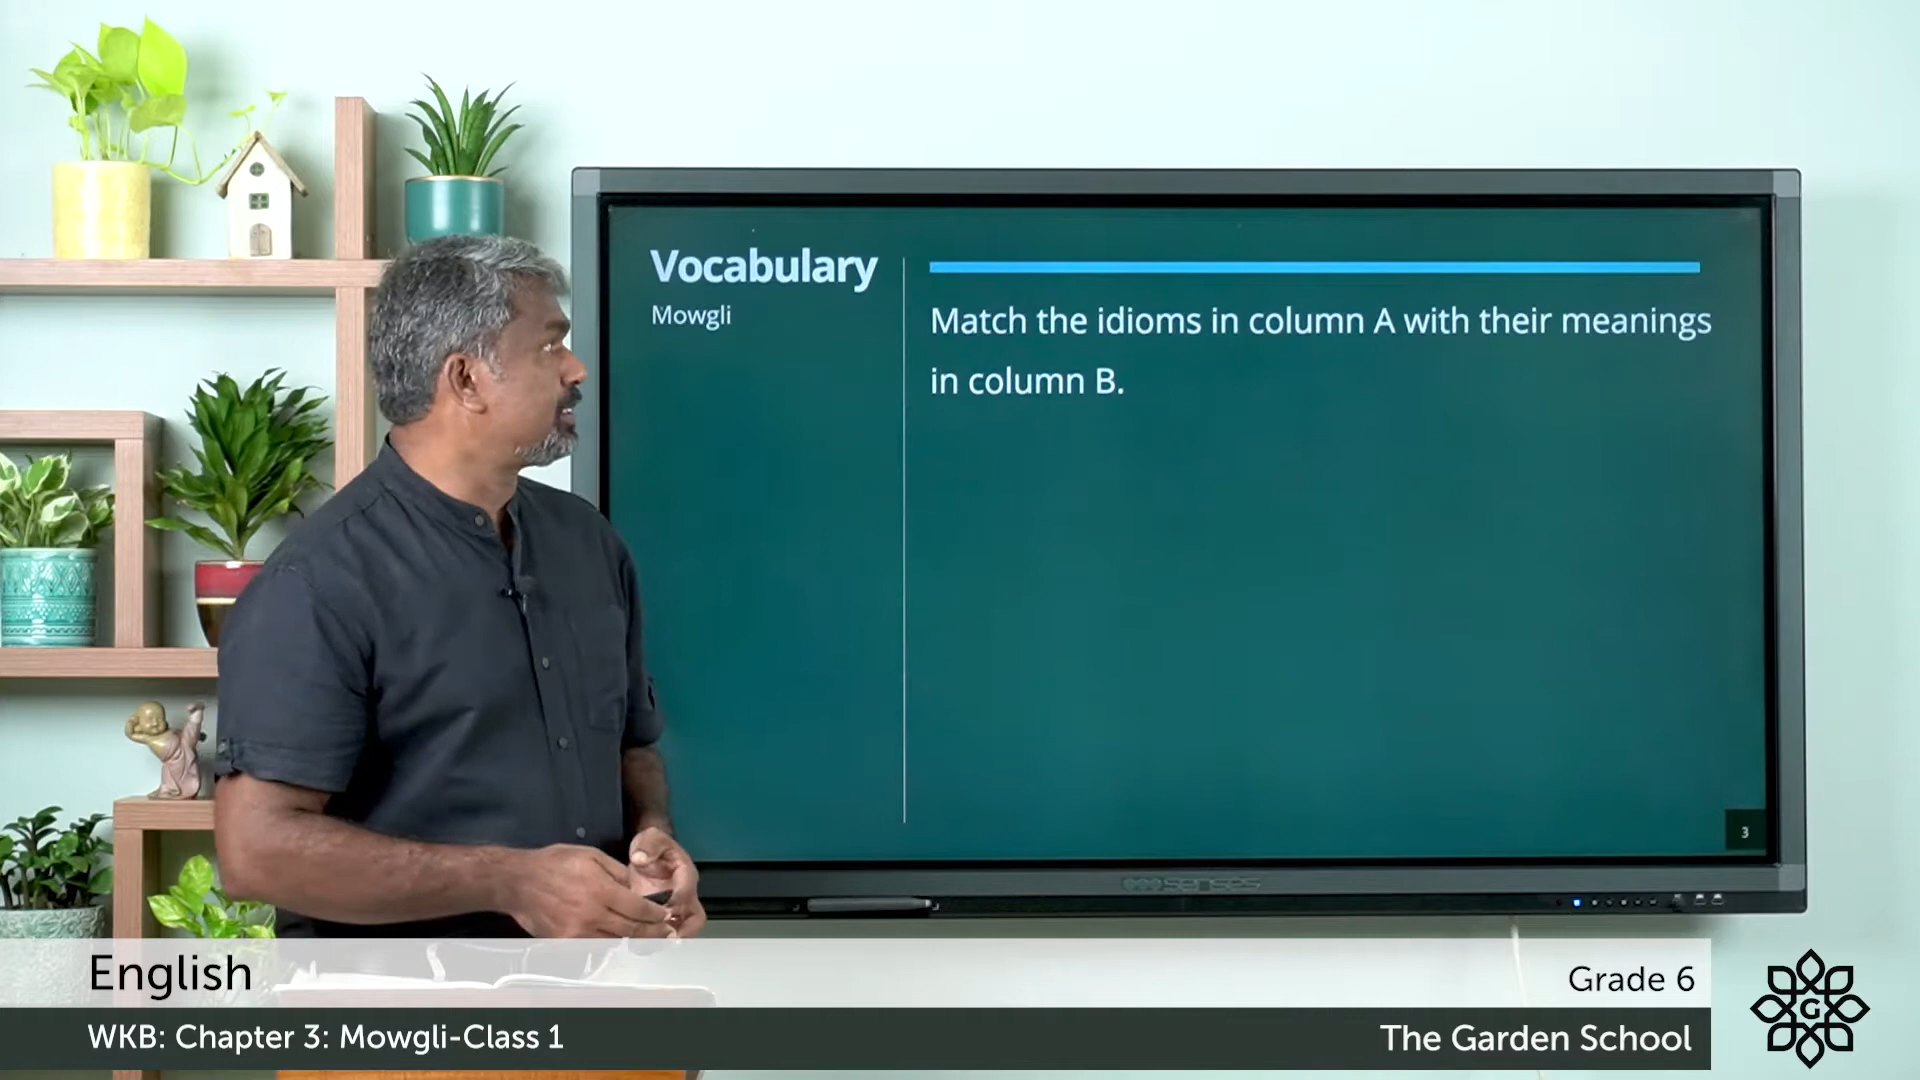 Vocabulary
Mowgli
Match the idioms in column A with their meanings
in column B.
3
senses
English
Grade 6
WKB: Chapter 3: Mowgli-Class 1
The Garden School
G